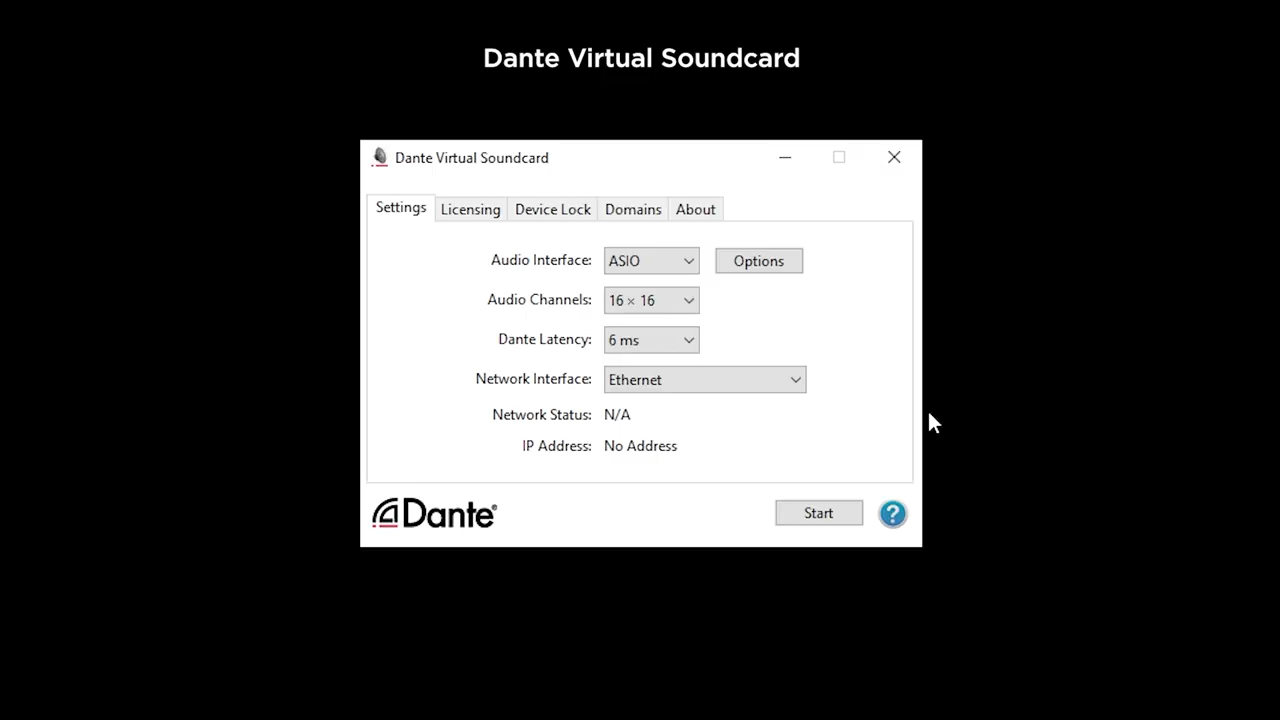 Dante Virtual Soundcard
Dante Virtual Soundcard
Settings Licensing Device Lock Domains About
Audio Interface: ASIO Options
Audio Channels: 16 × 16
Dante Latency: 6 ms
Network Interface: Ethernet
Network Status: N/A
IP Address: No Address
Dante® Start ?